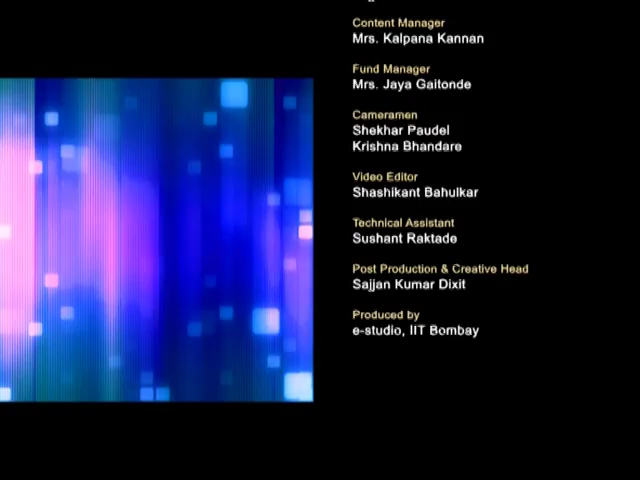 Content Manager
Mrs. Kalpana Kannan
Fund Manager
Mrs. Jaya Gaitonde
Cameramen
Shekhar Paudel
Krishna Bhandare
Video Editor
Shashikant Bahulkar
Technical Assistant
Sushant Raktade
Post Production & Creative Head
Sajjan Kumar Dixit
Produced by
e-studio, IIT Bombay